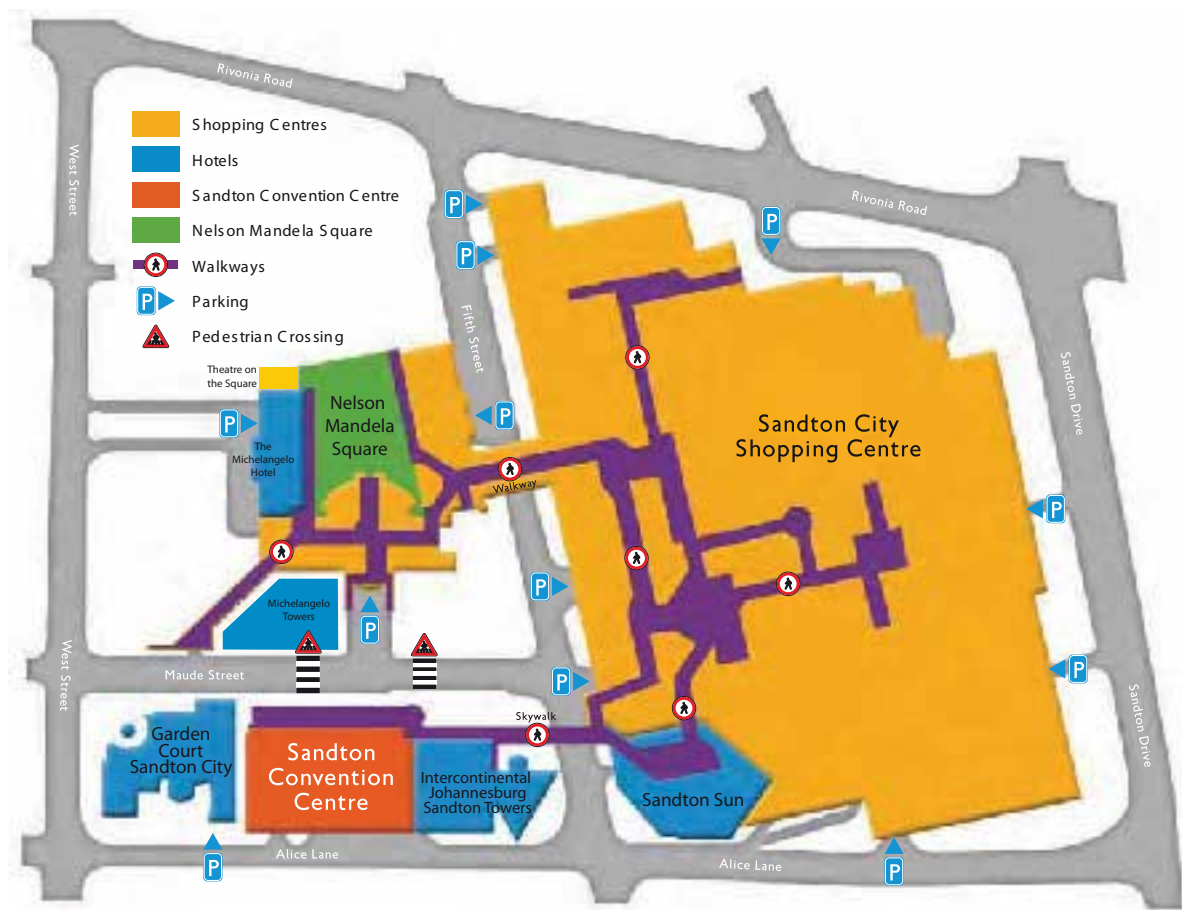 Rivonia Road
West Street
Shopping Centres
Hotels
Sandton Convention Centre
Nelson Mandela Square
Walkways
P
Parking
Pedestrian Crossing
P
P
P
Rivonia Road
Fifth Street
Theatre on
the Square
Nelson
Mandela
Square
P
The
Michelangelo
Hotel
P
Walkway
Sandton City
Shopping Centre
Sandton Drive
P
Michelangelo
Towers
P
P
P
P
West Street
Maude Street
Sandton Drive
Skywalk
Garden
Court
Sandton City
Sandton
Convention
Centre
Intercontinental
Johannesburg
Sandton Towers
Sandton Sun
P
Alice Lane
Alice Lane
P